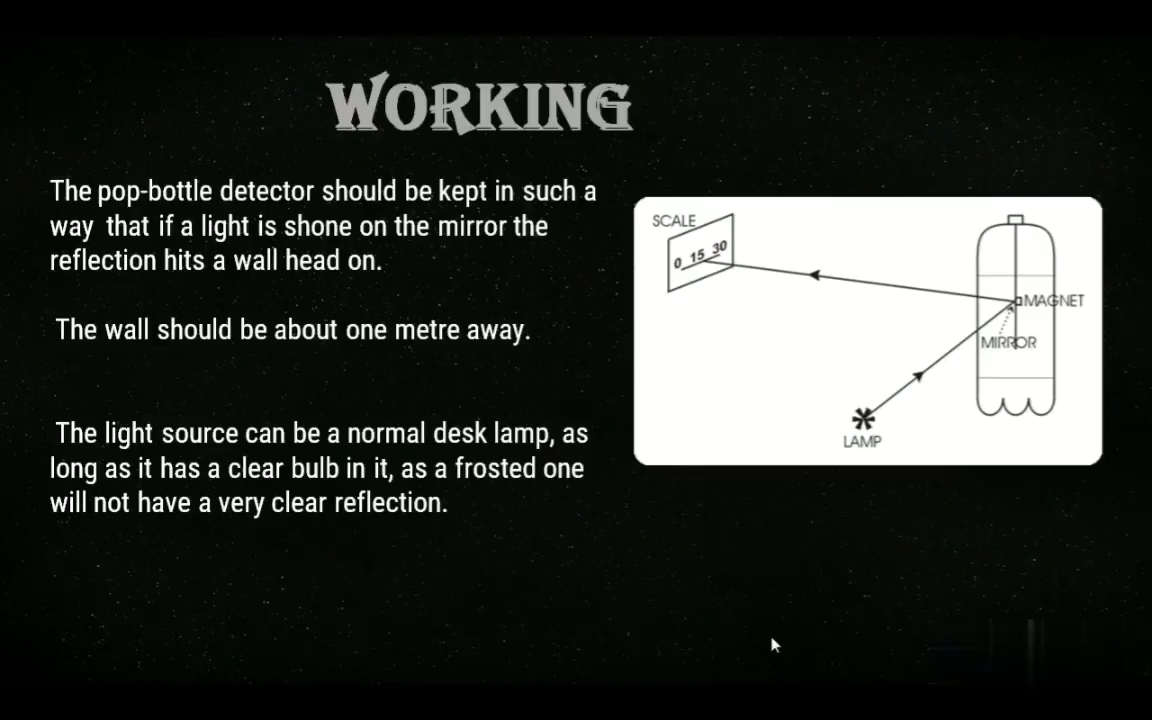 WORKING
The pop-bottle detector should be kept in such a
way that if a light is shone on the mirror the
reflection hits a wall head on.
The wall should be about one metre away.
The light source can be a normal desk lamp, as
long as it has a clear bulb in it, as a frosted one
will not have a very clear reflection.
SCALE
0 15 30
MAGNET
MIRROR
LAMP